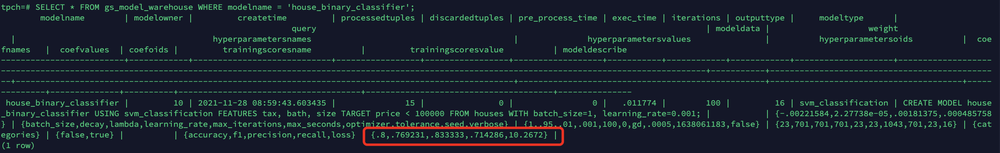 tpch=# SELECT * FROM gs_model_warehouse WHERE modelname = 'house_binary_classifier';
modelname | modelowner | createtime | processedtuples | discardedtuples | pre_process_time | exec_time | iterations | outputtype | modeltype |
query | modeldata | weight
| hyperparametersnames | hyperparametersvalues | hyperparametersoids | coe
fnames | coefvalues | coefoids | trainingscoresname | trainingscoresvalue | modeldescribe
-------------------------+------------+----------------------------+-----------------+-----------------+------------------+-----------+------------+------------+--------------------+-------------------
-----------------------------------------------------------------------------------------------------------------------------------------------+-----------+---------------------------------------------
--+-----------------------------------------------------------------------------------------------------+--------------------------------------------------+---------------------------------------+-----
---------+--------------+----------+-------------------------------------+--------------------------------------+---------------
house_binary_classifier | 10 | 2021-11-28 08:59:43.603435 | 15 | 0 | 0 | .011774 | 100 | 16 | svm_classification | CREATE MODEL house
_binary_classifier USING svm_classification FEATURES tax, bath, size TARGET price < 100000 FROM houses WITH batch_size=1, learning_rate=0.001; | | {-.00221584,2.27738e-05,.00181375,.000485758
} | {batch_size,decay,lambda,learning_rate,max_iterations,max_seconds,optimizer,tolerance,seed,verbose} | {1,.95,.01,.001,100,0,gd,.0005,1638061183,false} | {23,701,701,701,23,23,1043,701,23,16} | {cat
egories} | {false,true} | | {accuracy,f1,precision,recall,loss} {.8,.769231,.833333,.714286,10.2672} |
(1 row)